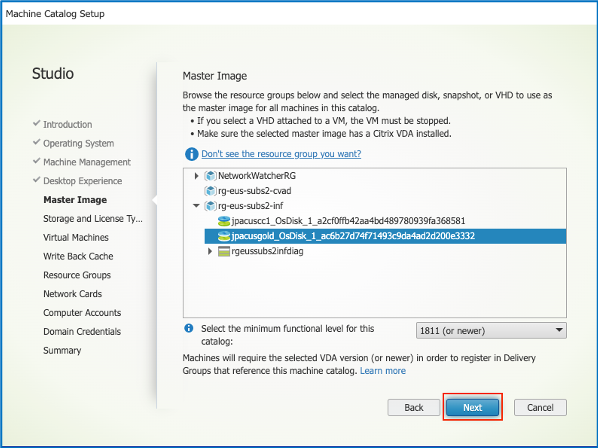 Machine Catalog Setup
Studio
Introduction
Operating System
Machine Management
Desktop Experience
Master Image
Storage and License Ty...
Virtual Machines
Write Back Cache
Resource Groups
Network Cards
Computer Accounts
Domain Credentials
Summary
Master Image
Browse the resource groups below and select the managed disk, snapshot, or VHD to use as
the master image for all machines in this catalog.
• If you select a VHD attached to a VM, the VM must be stopped.
• Make sure the selected master image has a Citrix VDA installed.
Don't see the resource group you want?
NetworkWatcherRG
rg-eus-subs2-cvad
rg-eus-subs2-inf
jpacuscc1_OsDisk_1_a2cf0ffb42aa4bd489780939fa368581
jpacusgold_OsDisk_1_ac6b27d74f71493c9da4ad2d200e3332
rgeussubs2infdiag
Select the minimum functional level for this
catalog:
1811 (or newer)
Machines will require the selected VDA version (or newer) in order to register in Delivery
Groups that reference this machine catalog. Learn more
Back
Next
Cancel